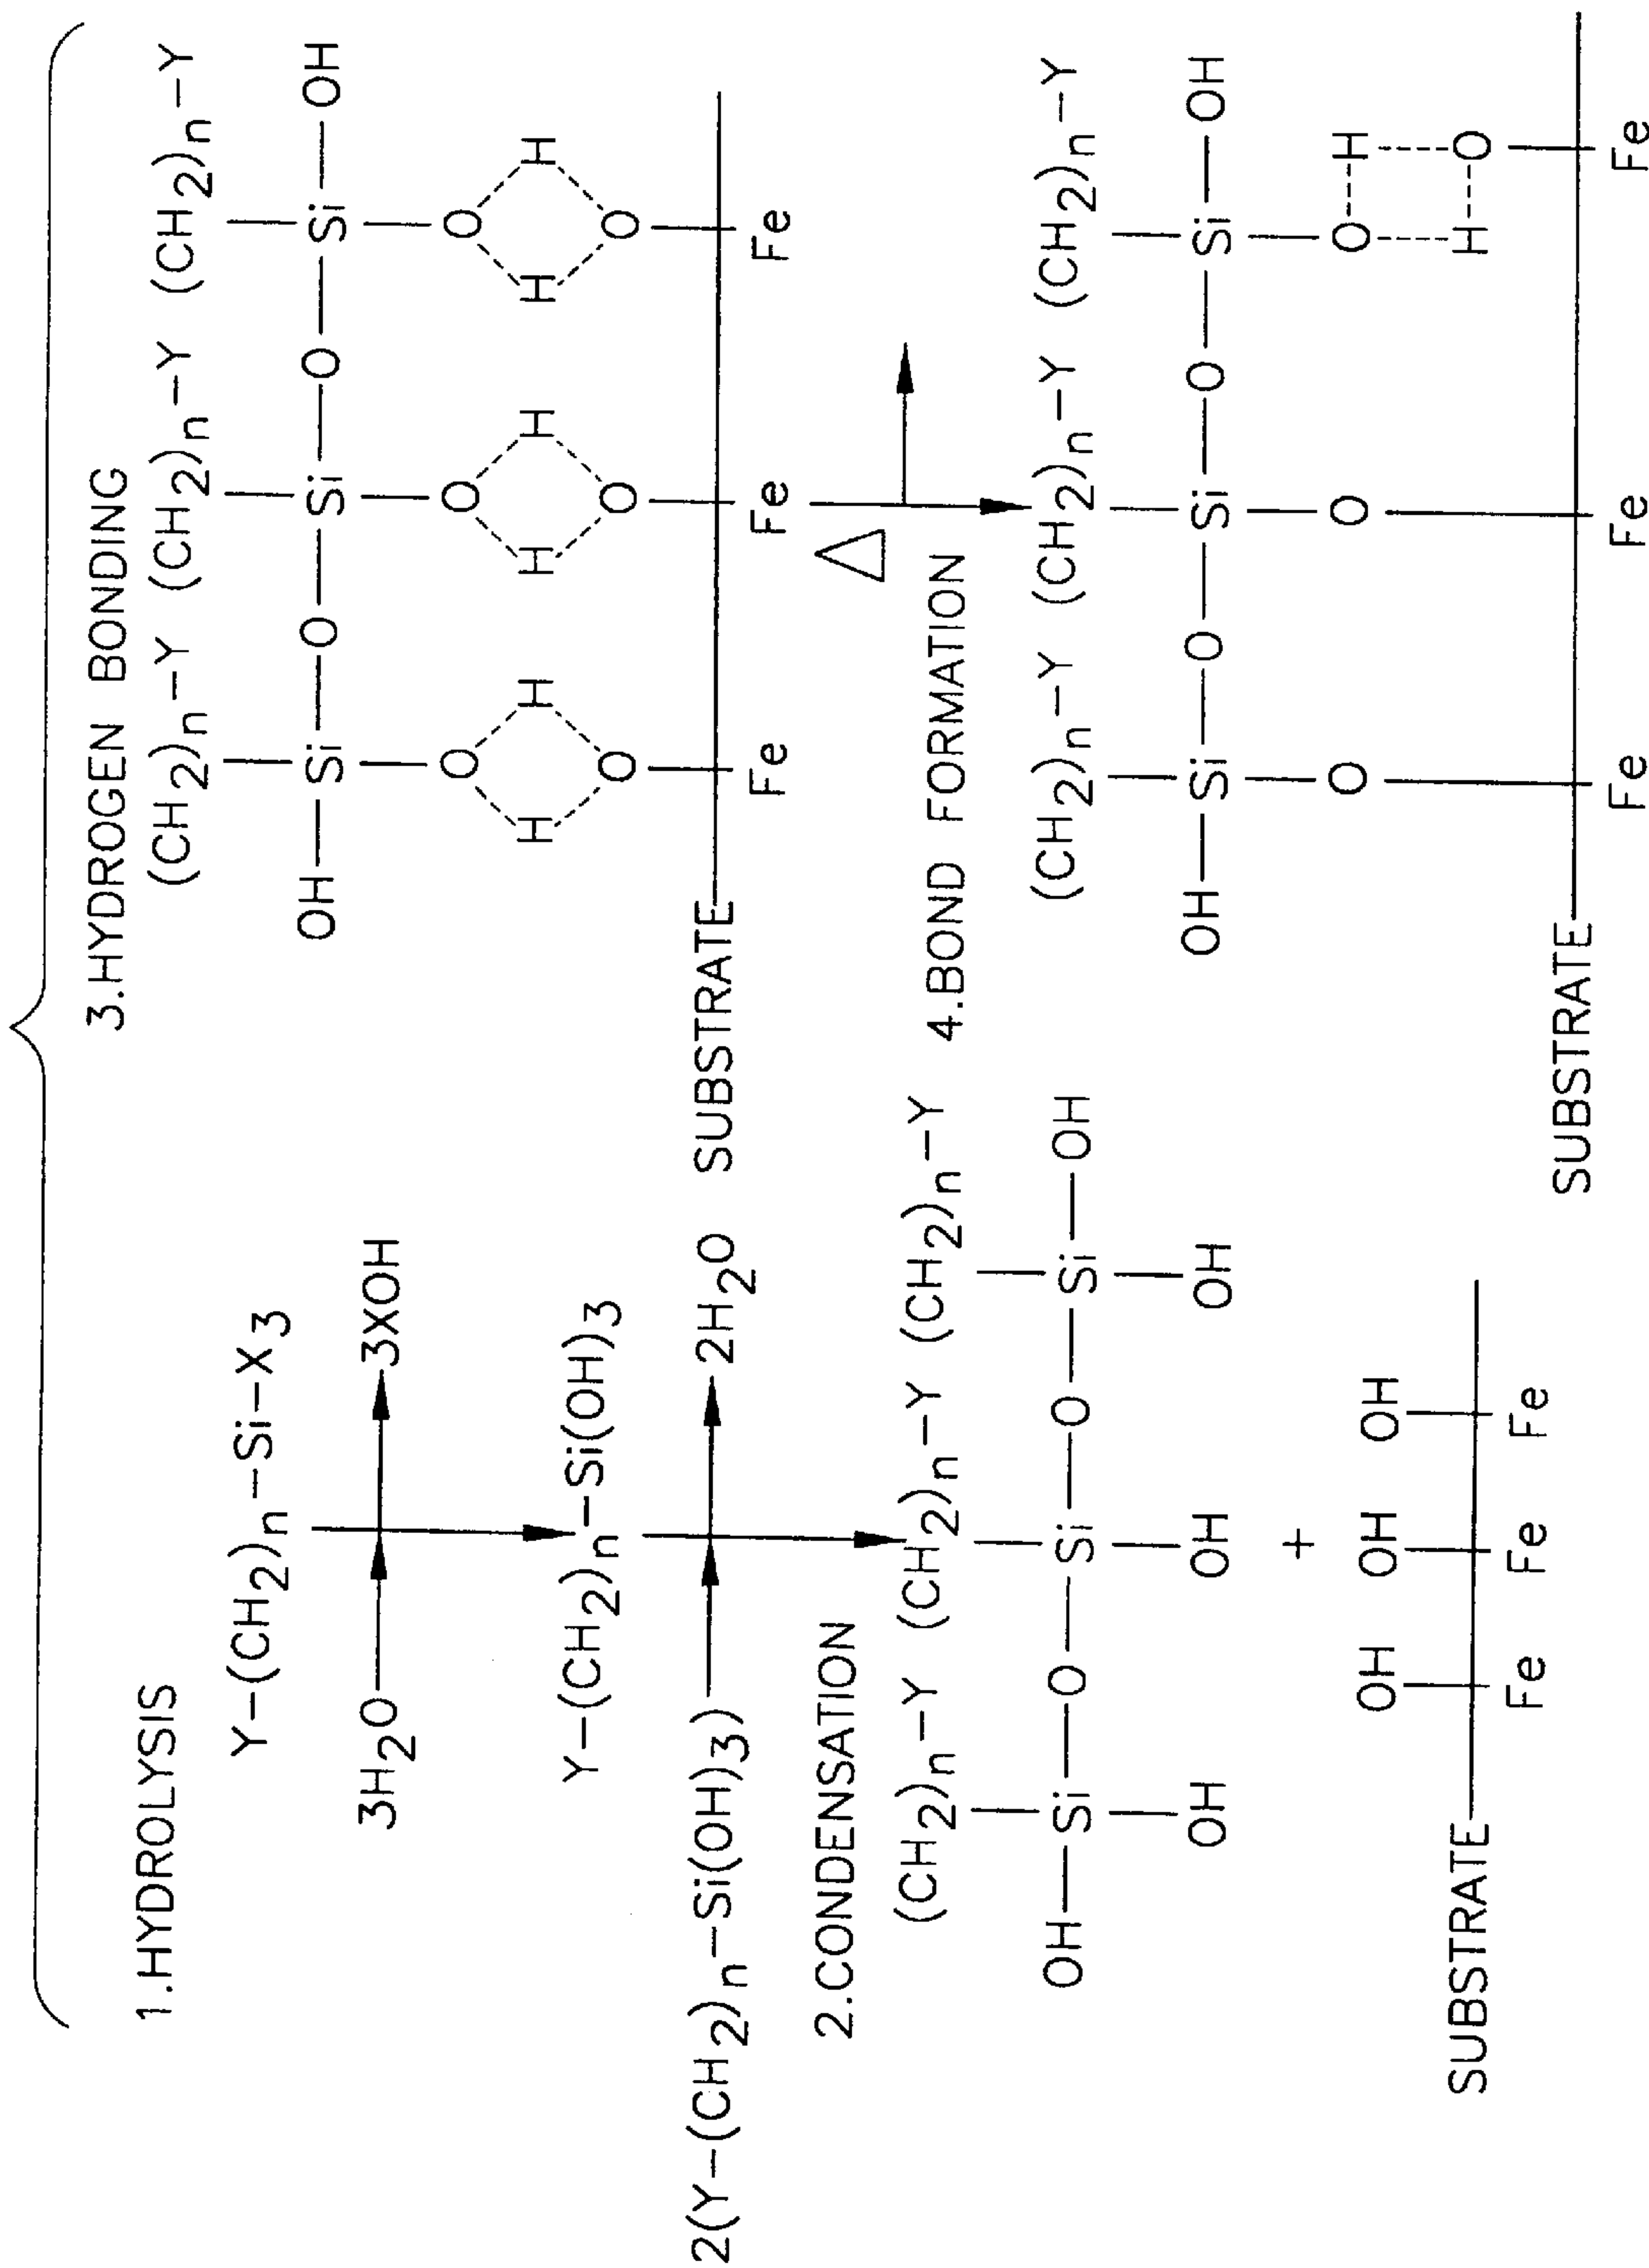 1.HYDROLYSIS
Y-(CH2)n-Si-X3
3H2O 3XOH
Y-(CH2)n-Si(OH)3
2(Y-(CH2)n-Si(OH)3) 2H2O
2.CONDENSATION
(CH2)n-Y (CH2)n-Y (CH2)n-Y
OH-Si-O-Si-O-Si-OH
OH OH OH
+
OH OH OH
SUBSTRATE
Fe Fe Fe
3.HYDROGEN BONDING
(CH2)n-Y (CH2)n-Y (CH2)n-Y
OH-Si-O-Si-O-Si-OH
O O O
H H H H H H
O O O
SUBSTRATE
Fe Fe Fe
△
4.BOND FORMATION
(CH2)n-Y (CH2)n-Y (CH2)n-Y
OH-Si-O-Si-O-Si-OH
O O O H
H O
SUBSTRATE
Fe Fe Fe